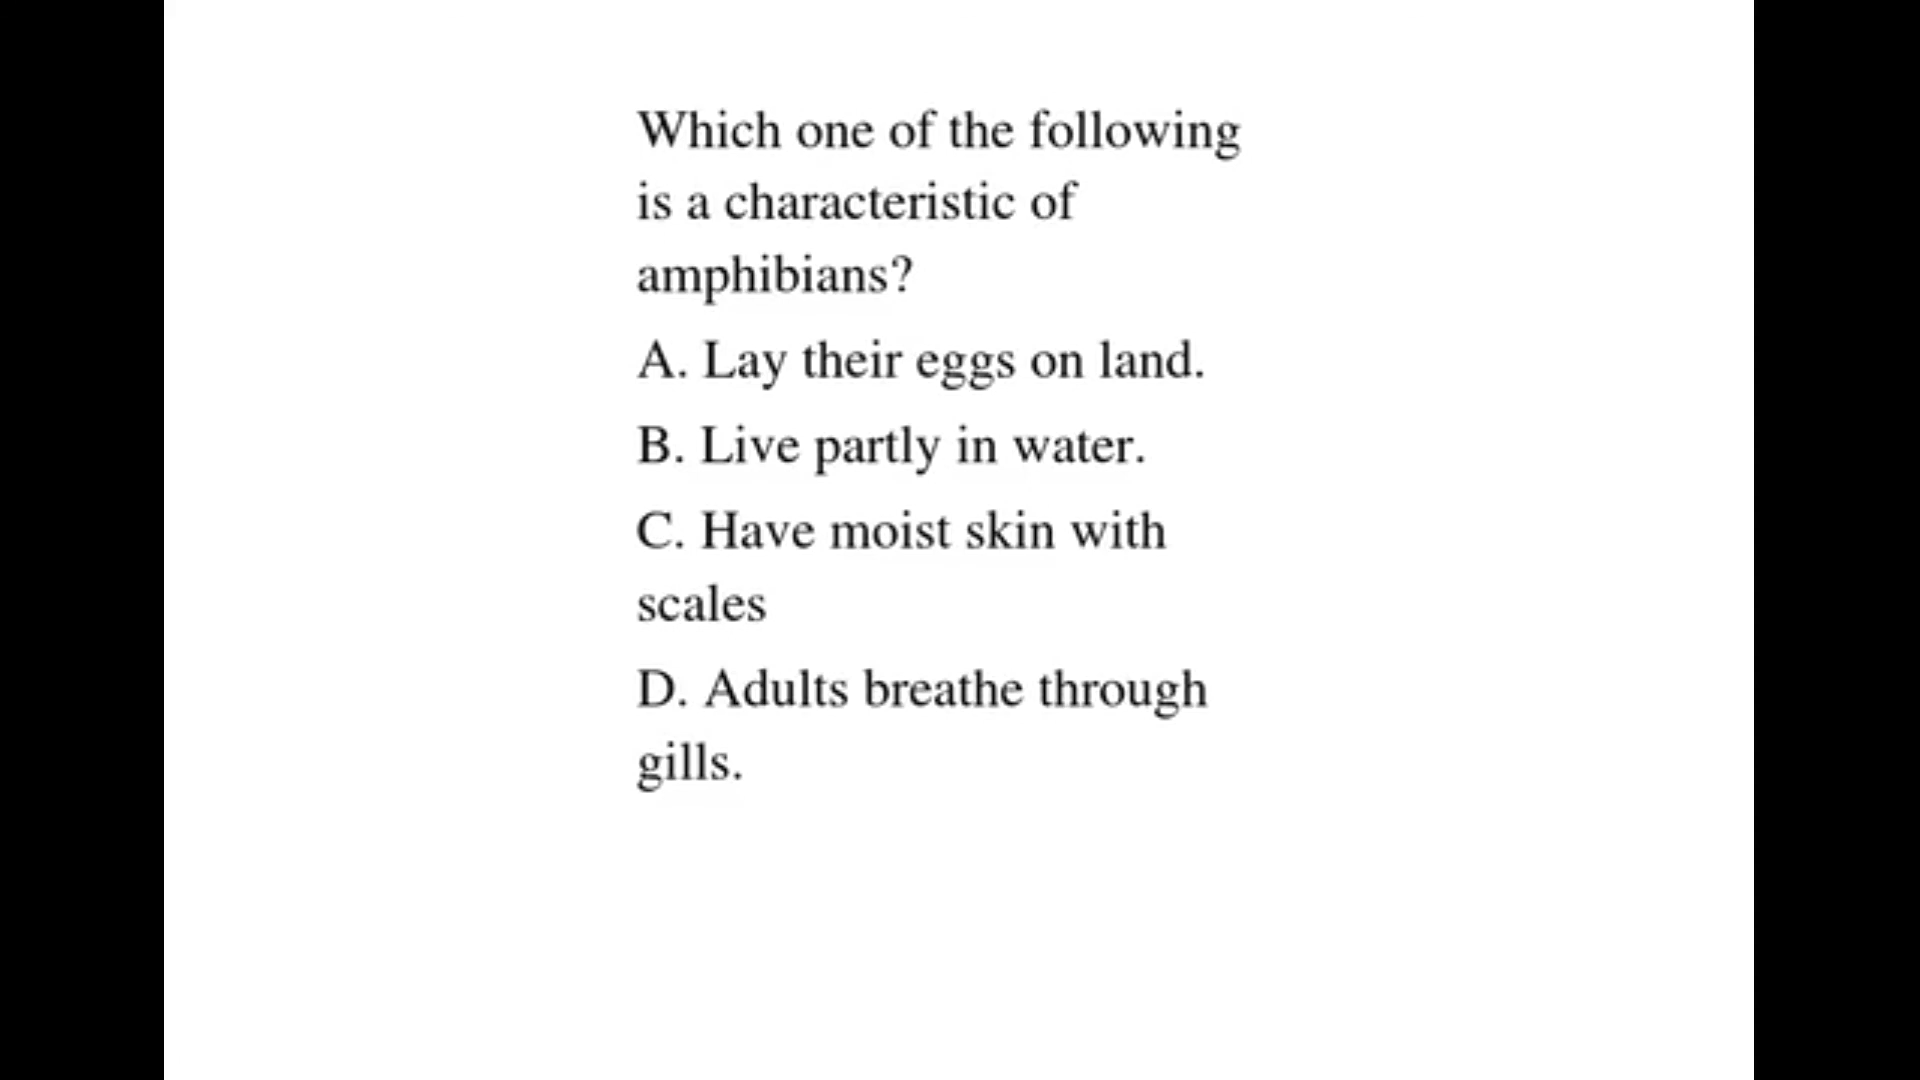 Which one of the following
is a characteristic of
amphibians?
A. Lay their eggs on land.
B. Live partly in water.
C. Have moist skin with
scales
D. Adults breathe through
gills.